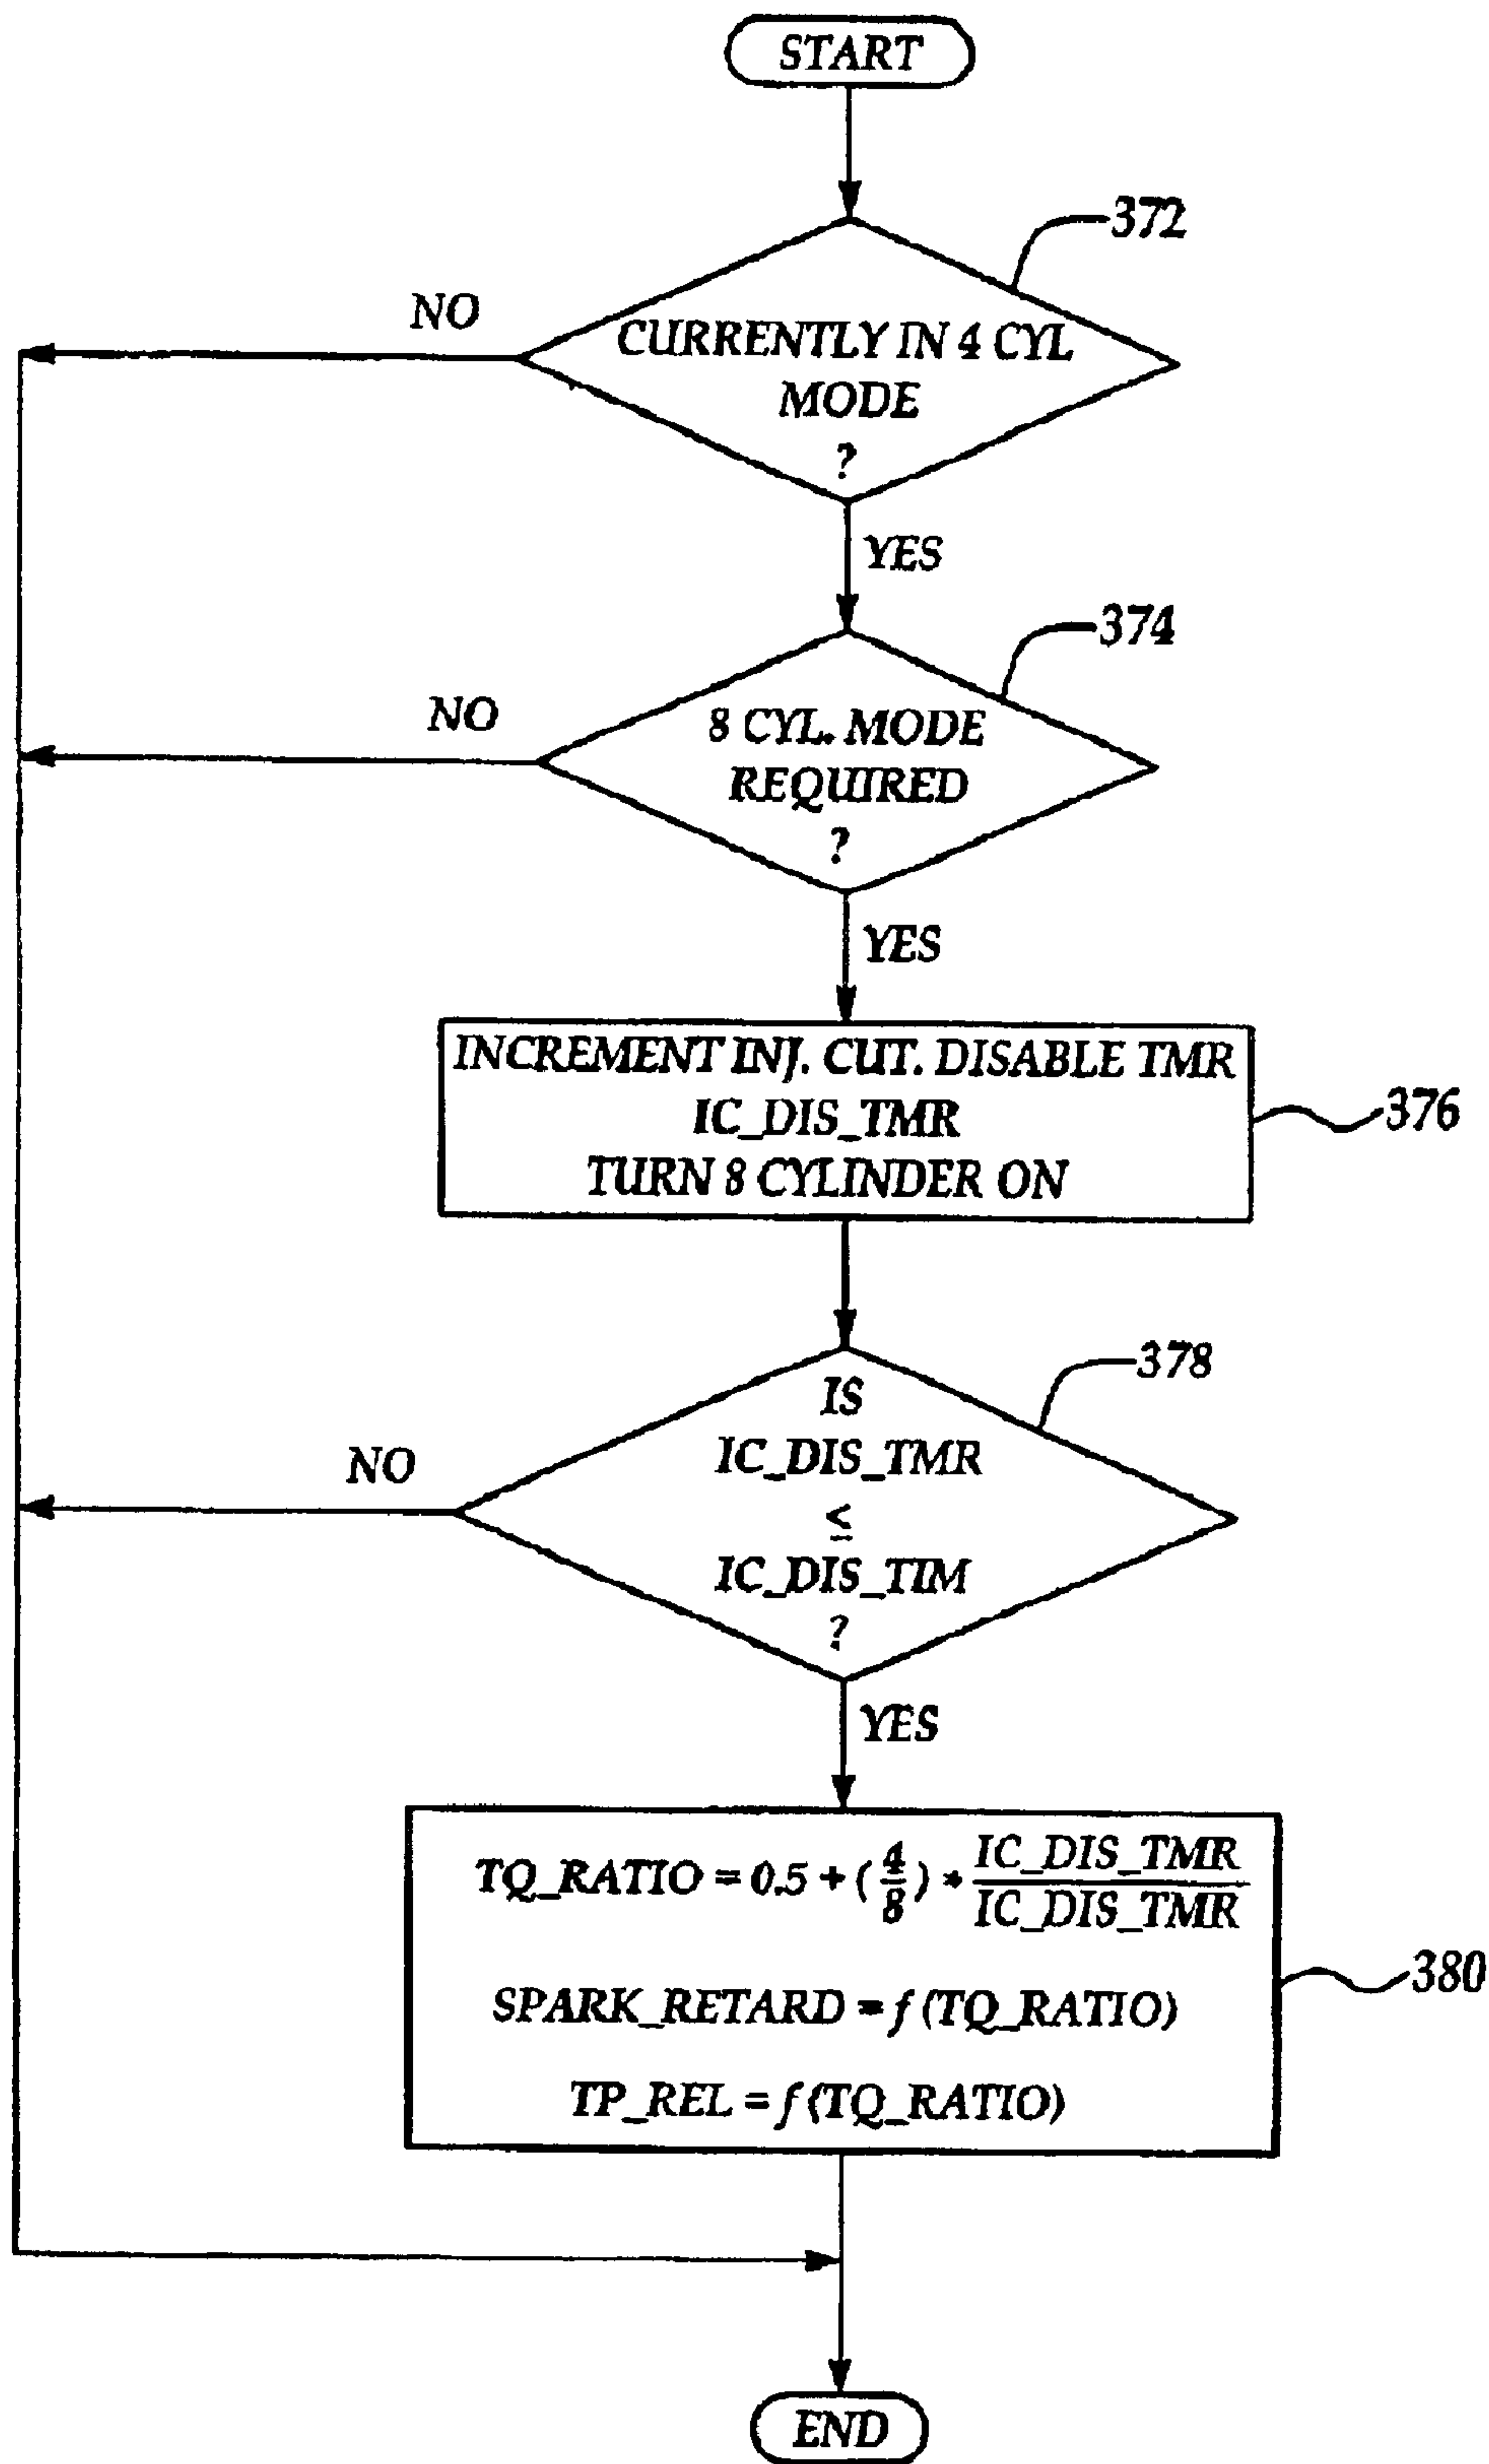 START
372
NO
CURRENTLY IN 4 CYL
MODE
?
YES
374
NO
8 CYL. MODE
REQUIRED
?
YES
INCREMENT INJ. CUT. DISABLE TMR
IC_DIS_TMR
TURN 8 CYLINDER ON
376
378
NO
IS
IC_DIS_TMR
≤
IC_DIS_TIM
?
YES
TQ_RATIO = 0.5 + (4/8) * IC_DIS_TMR/IC_DIS_TMR
SPARK_RETARD = f (TQ_RATIO)
TP_REL = f (TQ_RATIO)
380
END